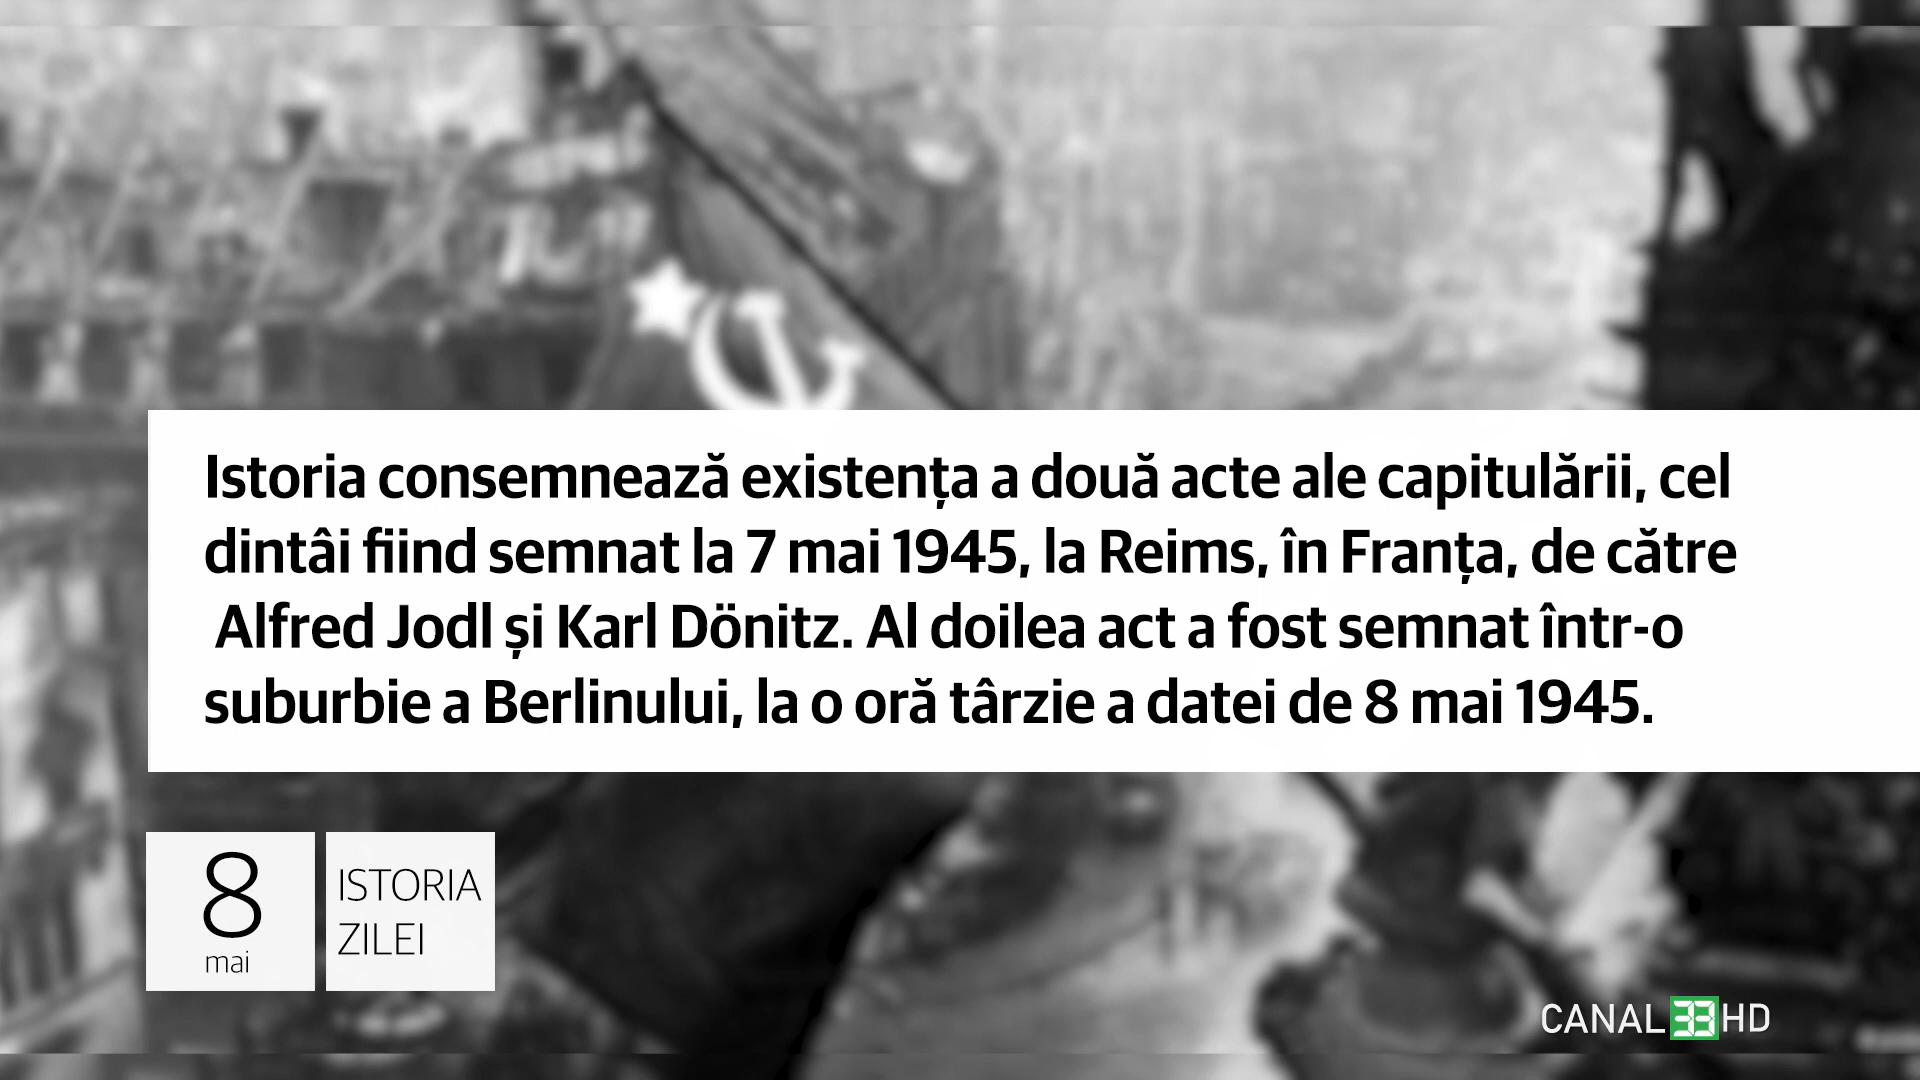 Istoria consemnează existența a două acte ale capitulării, cel
dintâi fiind semnat la 7 mai 1945, la Reims, în Franța, de către
Alfred Jodl și Karl Dönitz. Al doilea act a fost semnat într-o
suburbie a Berlinului, la o oră târzie a datei de 8 mai 1945.
8
mai
ISTORIA
ZILEI
CANAL 33 HD